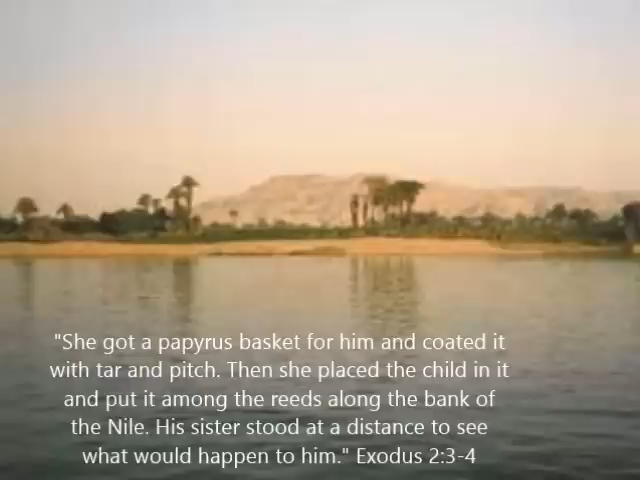 "She got a papyrus basket for him and coated it
with tar and pitch. Then she placed the child in it
and put it among the reeds along the bank of
the Nile. His sister stood at a distance to see
what would happen to him." Exodus 2:3-4